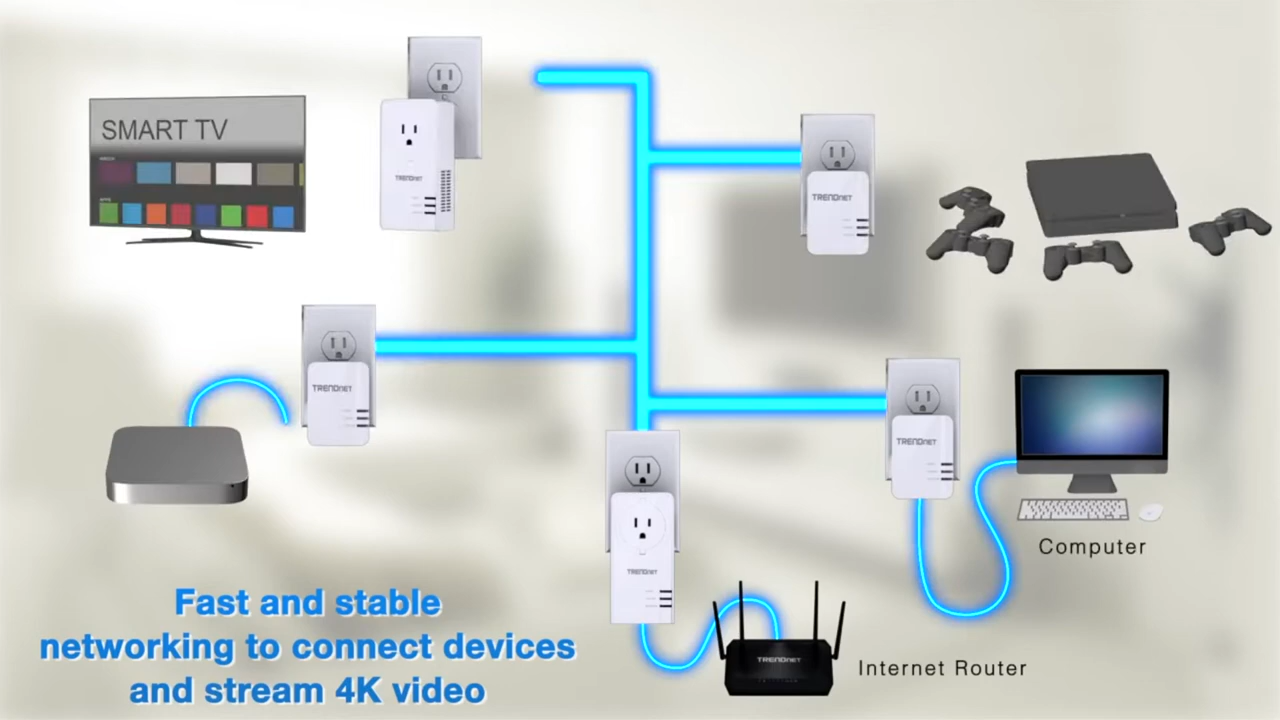 SMART TV
TRENDNET
TRENDNET
TRENDNET
TRENDNET
Computer
TRENDNET
TRENDNET
Internet Router
Fast and stable
networking to connect devices
and stream 4K video